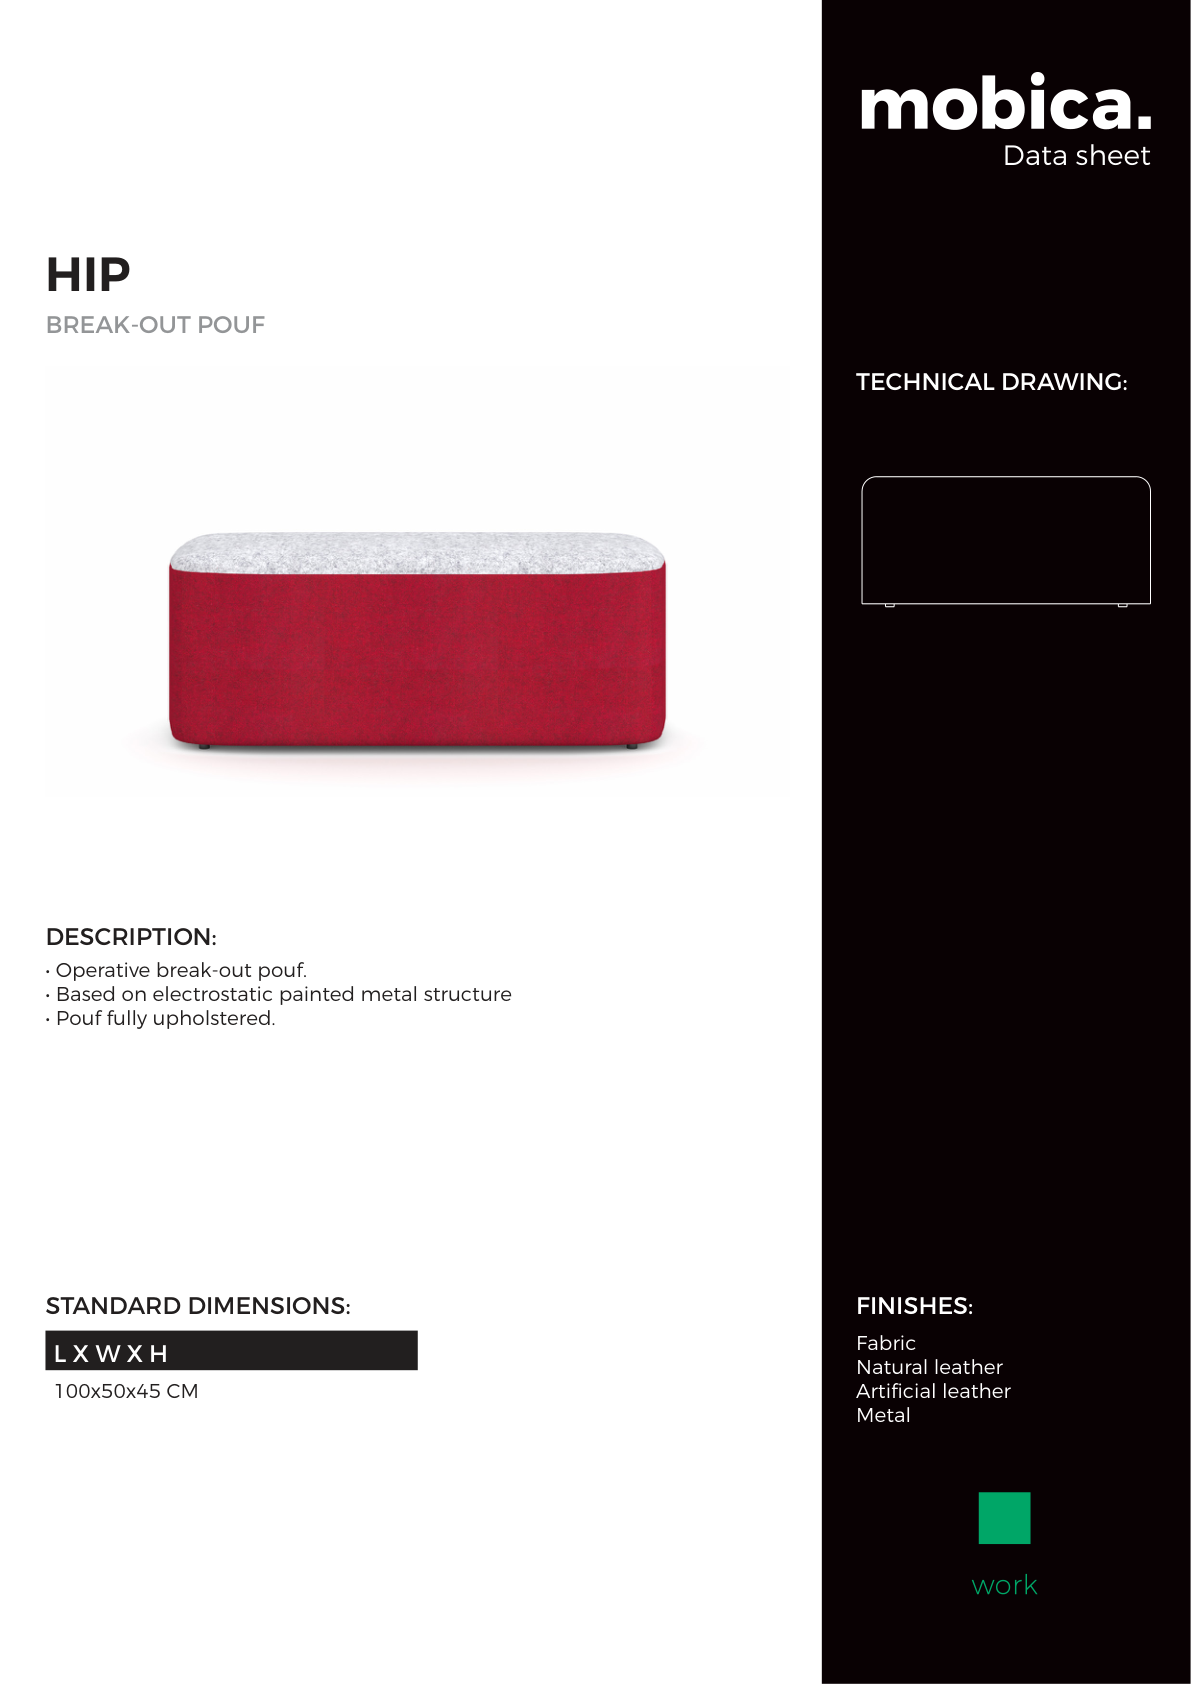 mobica.
Data sheet
HIP
BREAK-OUT POUF
TECHNICAL DRAWING:
DESCRIPTION:
• Operative break-out pouf.
• Based on electrostatic painted metal structure
• Pouf fully upholstered.
STANDARD DIMENSIONS:
L X W X H
100x50x45 CM
FINISHES:
Fabric
Natural leather
Artificial leather
Metal
work